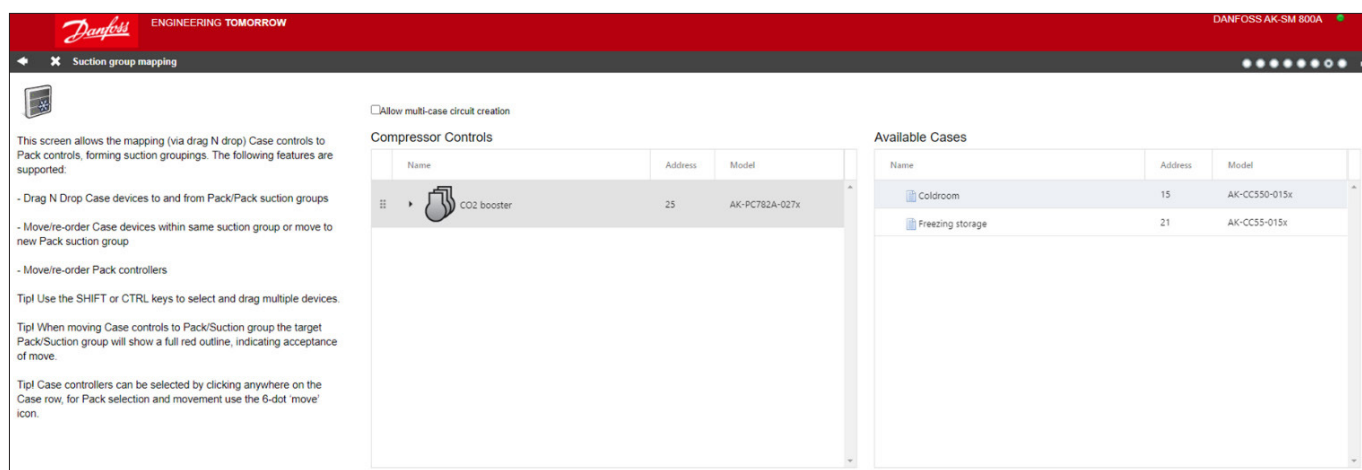 Danfoss
ENGINEERING TOMORROW
DANFOSS AK-SM 800A
Suction group mapping
This screen allows the mapping (via drag N drop) Case controls to
Pack controls, forming suction groupings. The following features are
supported:
- Drag N Drop Case devices to and from Pack/Pack suction groups
- Move/re-order Case devices within same suction group or move to
new Pack suction group
- Move/re-order Pack controllers
Tip! Use the SHIFT or CTRL keys to select and drag multiple devices.
Tip! When moving Case controls to Pack/Suction group the target
Pack/Suction group will show a full red outline, indicating acceptance
of move.
Tip! Case controllers can be selected by clicking anywhere on the
Case row, for Pack selection and movement use the 6-dot 'move'
icon.
Allow multi-case circuit creation
Compressor Controls
Name Address Model
CO2 booster 25 AK-PC782A-027x
Available Cases
Name Address Model
Coldroom 15 AK-CC550-015x
Freezing storage 21 AK-CC55-015x